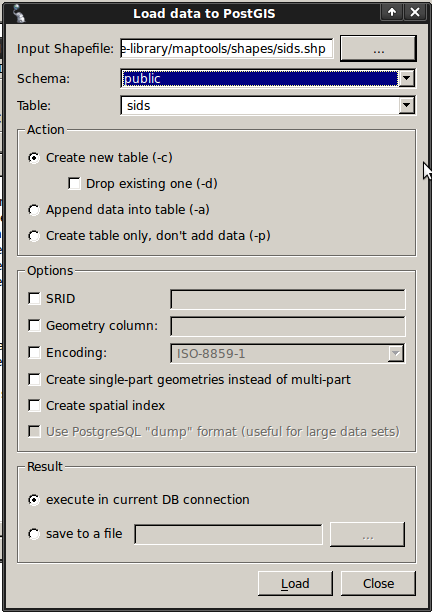 Load data to PostGIS
Input Shapefile: e-library/maptools/shapes/sids.shp ...
Schema: public
Table: sids
Action
Create new table (-c)
Drop existing one (-d)
Append data into table (-a)
Create table only, don't add data (-p)
Options
SRID
Geometry column:
Encoding: ISO-8859-1
Create single-part geometries instead of multi-part
Create spatial index
Use PostgreSQL "dump" format (useful for large data sets)
Result
execute in current DB connection
save to a file ...
Load Close